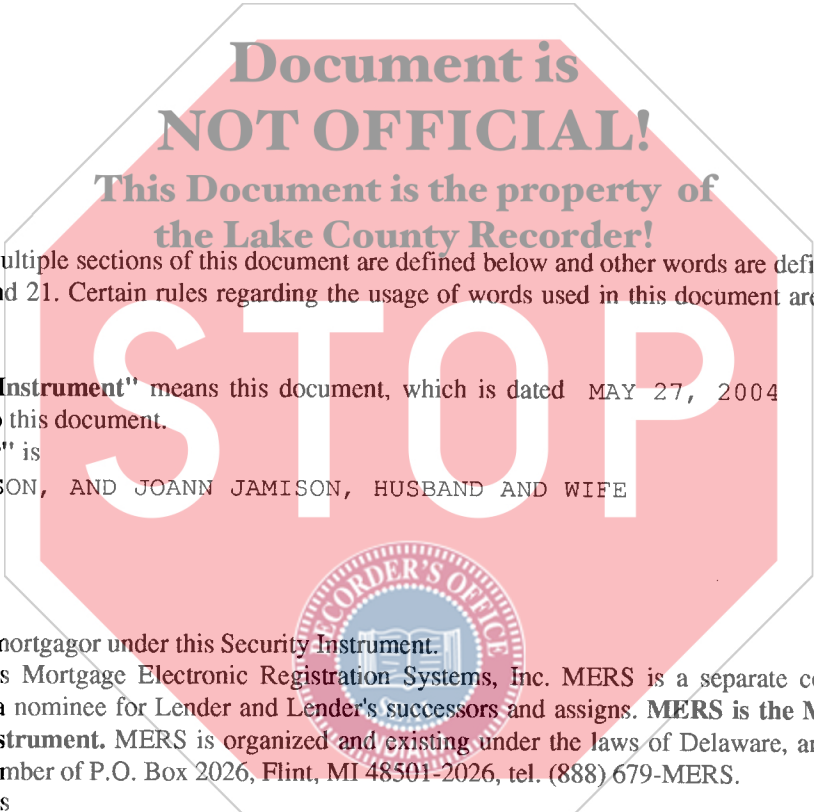 Document is
NOT OFFICIAL!
This Document is the property of
the Lake County Recorder!
ultiple sections of this document are defined below and other words are defi
d 21. Certain rules regarding the usage of words used in this document are
STOP
Instrument" means this document, which is dated MAY 27, 2004
this document.
" is
SON, AND JOANN JAMISON, HUSBAND AND WIFE
RECORDER'S OFFICE
mortgagor under this Security Instrument.
s Mortgage Electronic Registration Systems, Inc. MERS is a separate co
a nominee for Lender and Lender's successors and assigns. MERS is the M
strument. MERS is organized and existing under the laws of Delaware, an
mber of P.O. Box 2026, Flint, MI 48501-2026, tel. (888) 679-MERS.
s